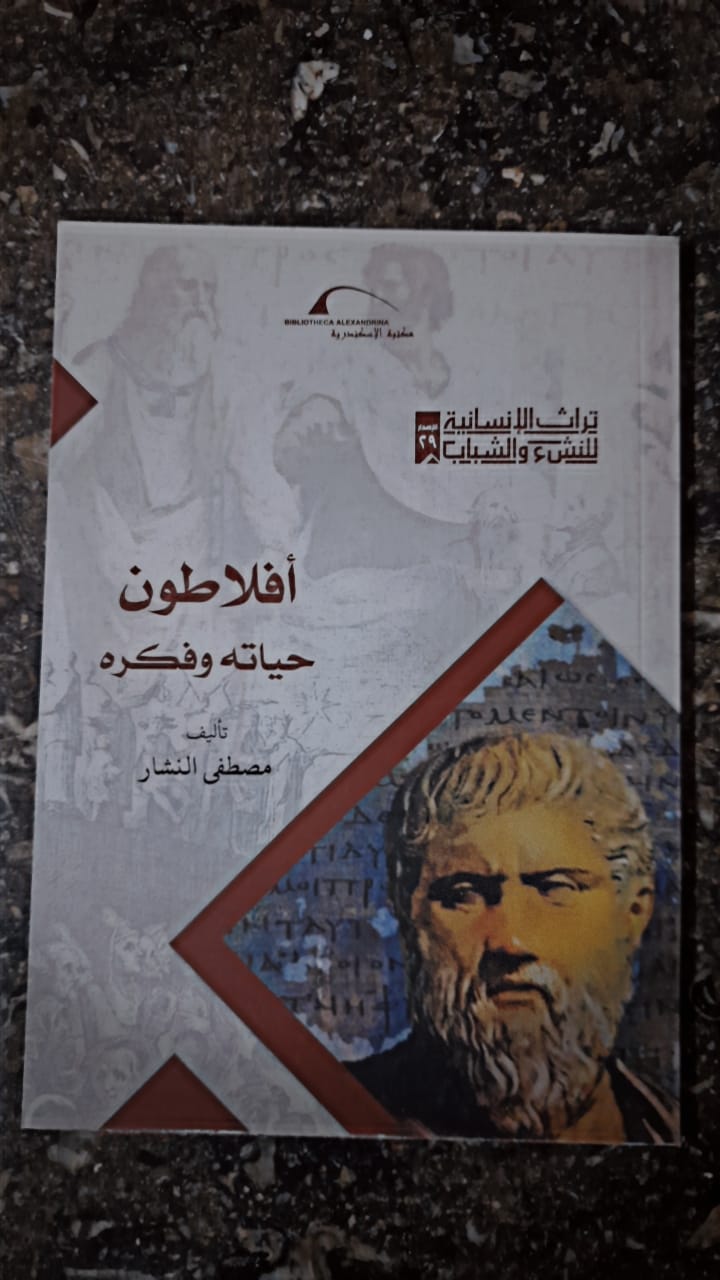 BIBLIOTHECA ALEXANDRINA
مكتبة الإسكندرية
تراث الإنسانية
للنشء والشباب
الإصدار
٢٩
أفلاطون
حياته وفكره
تأليف
مصطفى النشار